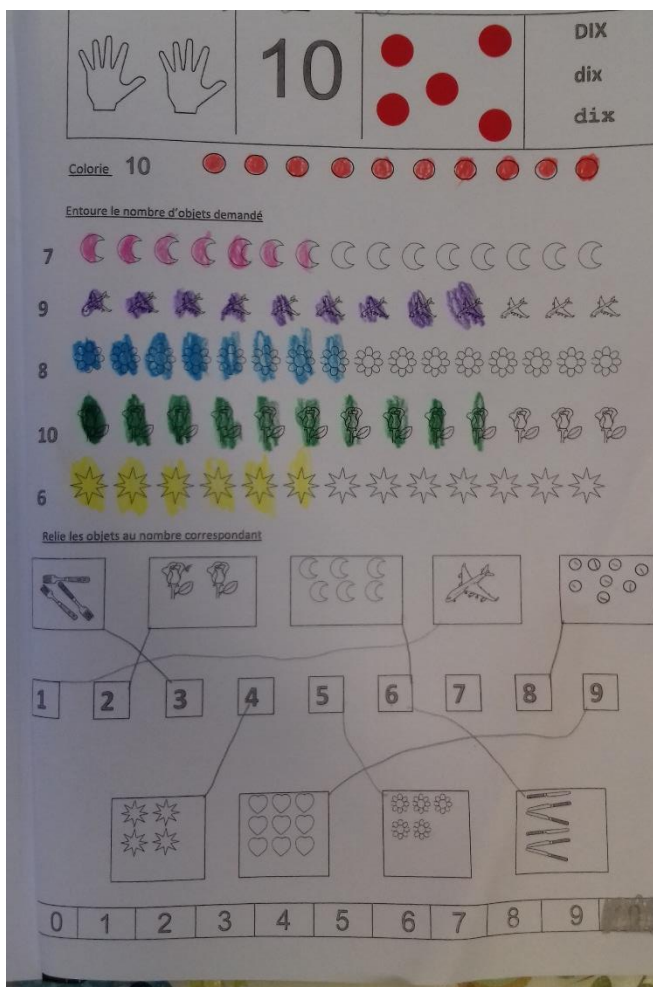 10
DIX
dix
dix
Colorie 10
Entoure le nombre d'objets demandé
7
9
8
10
6
Relie les objets au nombre correspondant
1 2 3 4 5 6 7 8 9
0 1 2 3 4 5 6 7 8 9